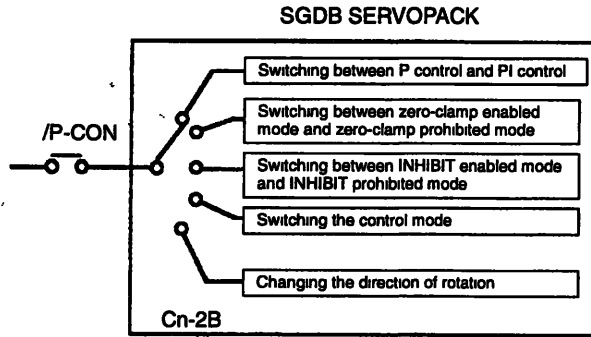 SGDB SERVOPACK
Switching between P control and PI control
/P-CON
Switching between zero-clamp enabled
mode and zero-clamp prohibited mode
Switching between INHIBIT enabled mode
and INHIBIT prohibited mode
Switching the control mode
Changing the direction of rotation
Cn-2B